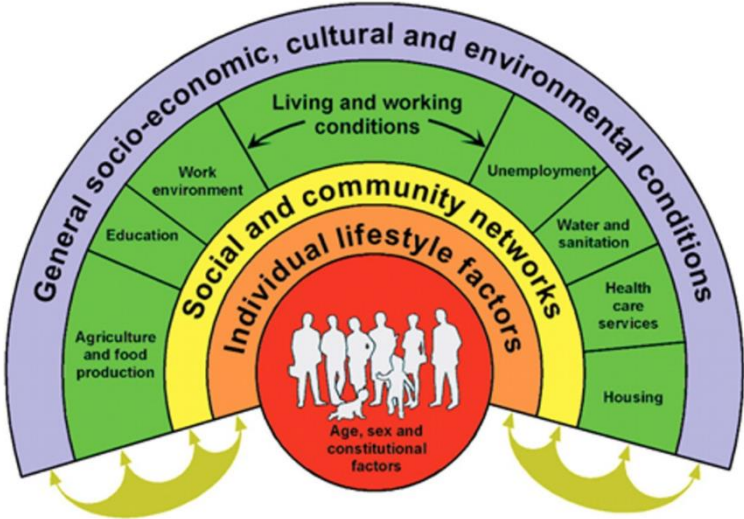 General socio-economic, cultural and environmental conditions
Living and working
conditions
Work
environment
Education
Agriculture
and food
production
Unemployment
Water and
sanitation
Health
care
services
Housing
Social and community networks
Individual lifestyle factors
Age, sex and
constitutional
factors